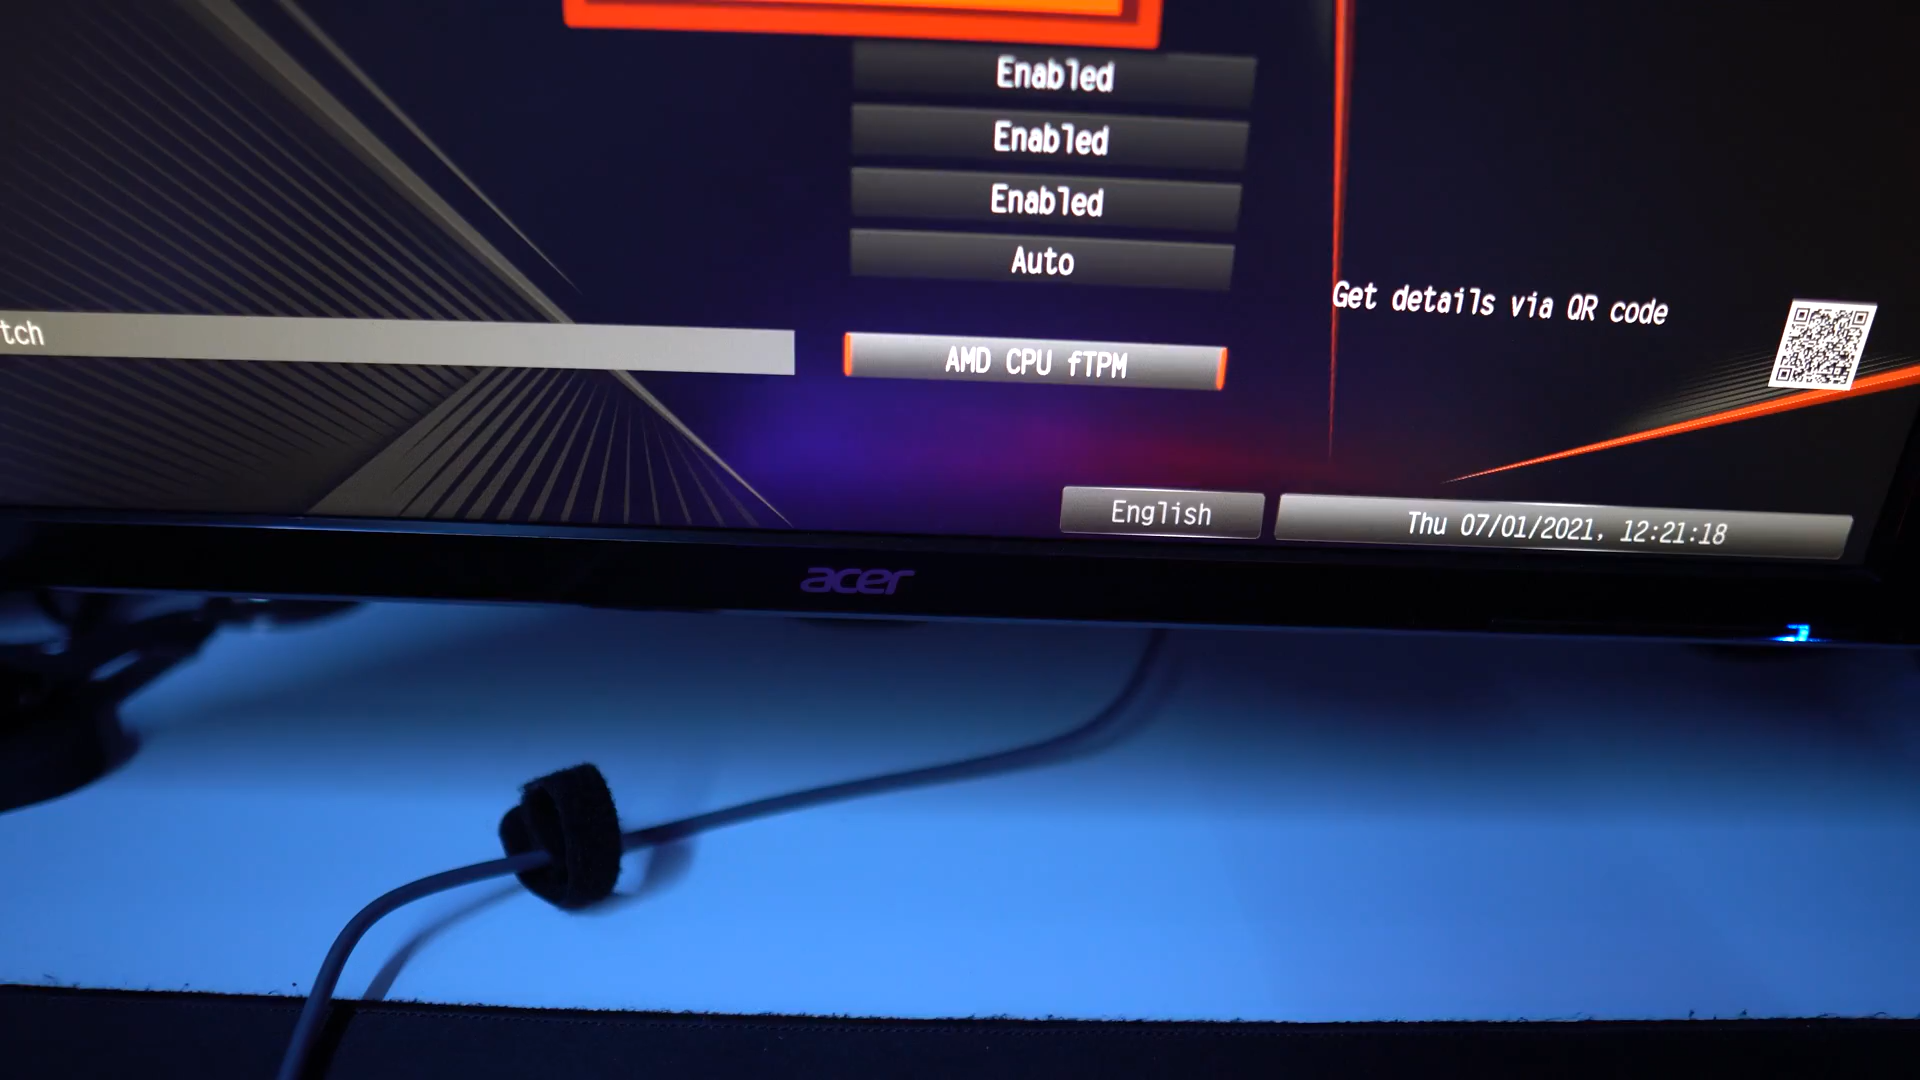 Enabled
Enabled
Enabled
Auto
Get details via QR code
tch
AMD CPU fTPM
English
Thu 07/01/2021, 12:21:18
acer